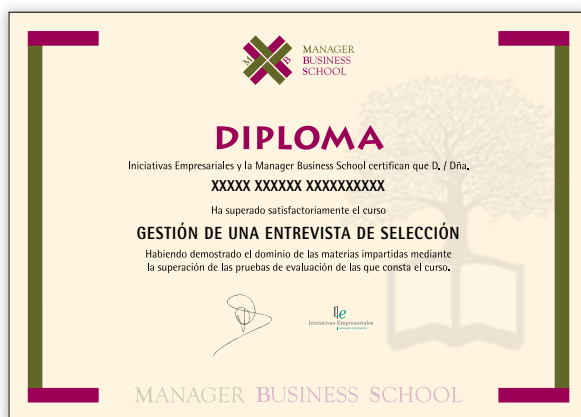 M B
MANAGER
BUSINESS
SCHOOL
DIPLOMA
Iniciativas Empresariales y la Manager Business School certifican que D. / Dña.
XXXXX XXXXXX XXXXXXXXXX
Ha superado satisfactoriamente el curso
GESTIÓN DE UNA ENTREVISTA DE SELECCIÓN
Habiendo demostrado el dominio de las materias impartidas mediante
la superación de las pruebas de evaluación de las que consta el curso.
Ie
Iniciativas Empresariales
MANAGER BUSINESS SCHOOL